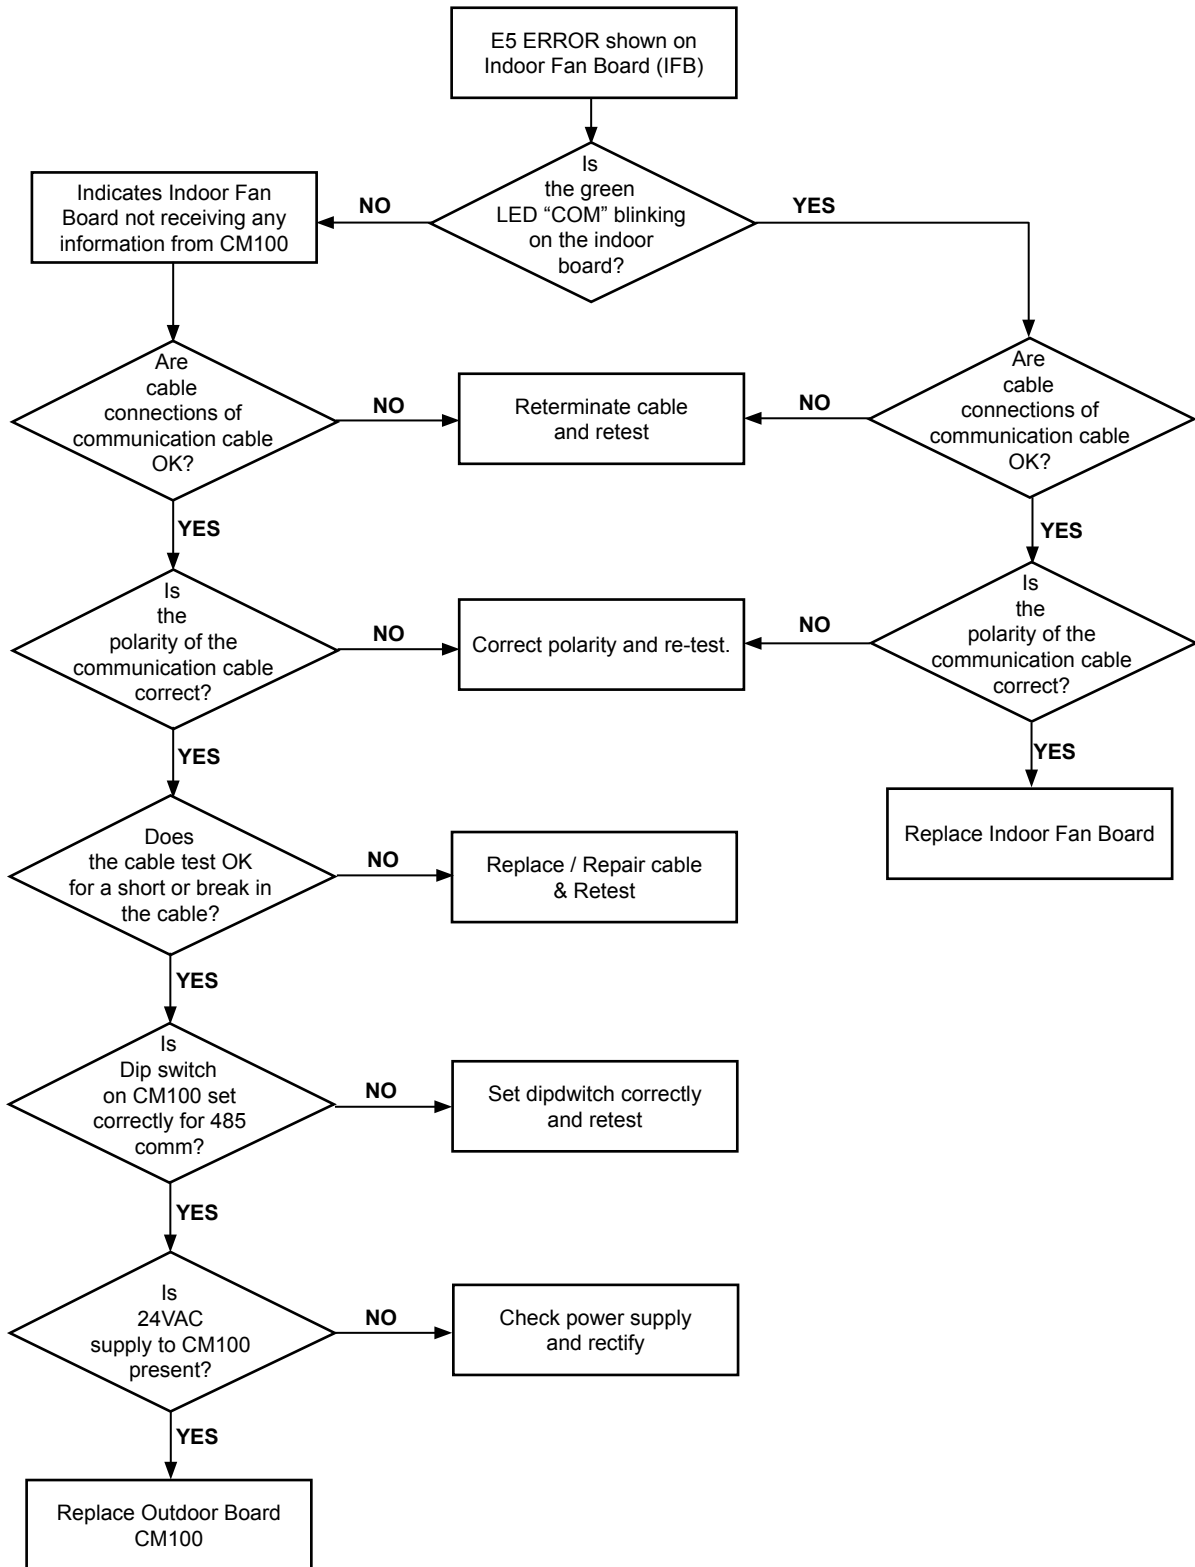 E5 ERROR shown on
Indoor Fan Board (IFB)
Is
the green
LED “COM” blinking
on the indoor
board?
NO
YES
Indicates Indoor Fan
Board not receiving any
information from CM100
Are
cable
connections of
communication cable
OK?
NO
Reterminate cable
and retest
NO
Are
cable
connections of
communication cable
OK?
YES
YES
Is
the
polarity of the
communication cable
correct?
NO
Correct polarity and re-test.
NO
Is
the
polarity of the
communication cable
correct?
YES
YES
Replace Indoor Fan Board
Does
the cable test OK
for a short or break in
the cable?
NO
Replace / Repair cable
& Retest
YES
Is
Dip switch
on CM100 set
correctly for 485
comm?
NO
Set dipdwitch correctly
and retest
YES
Is
24VAC
supply to CM100
present?
NO
Check power supply
and rectify
YES
Replace Outdoor Board
CM100